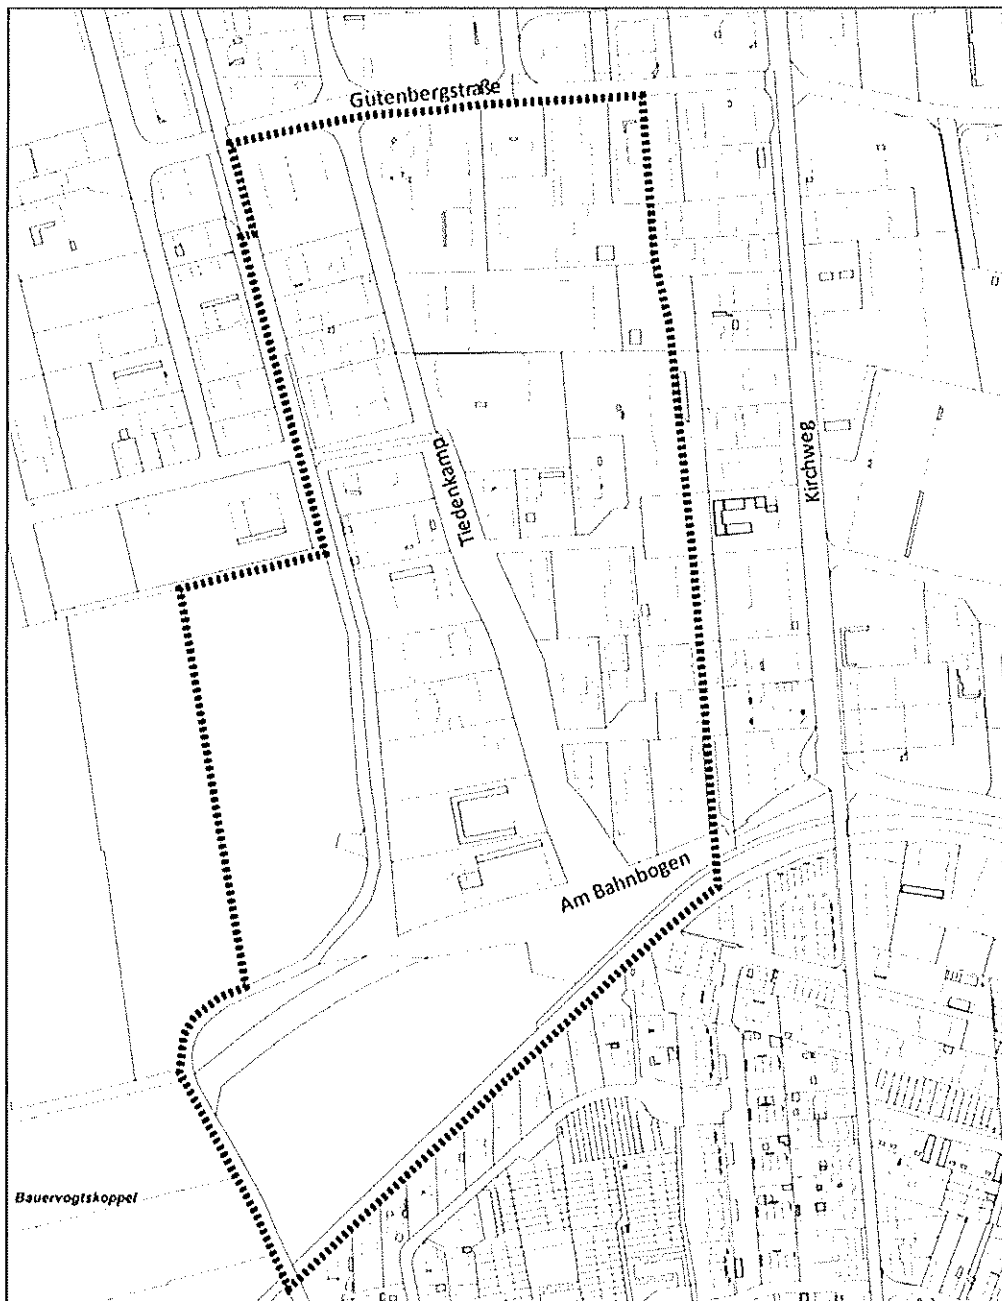 Gutenbergstraße
Tiedenkamp
Kirchweg
Am Bahnbogen
Bauervogtskoppel